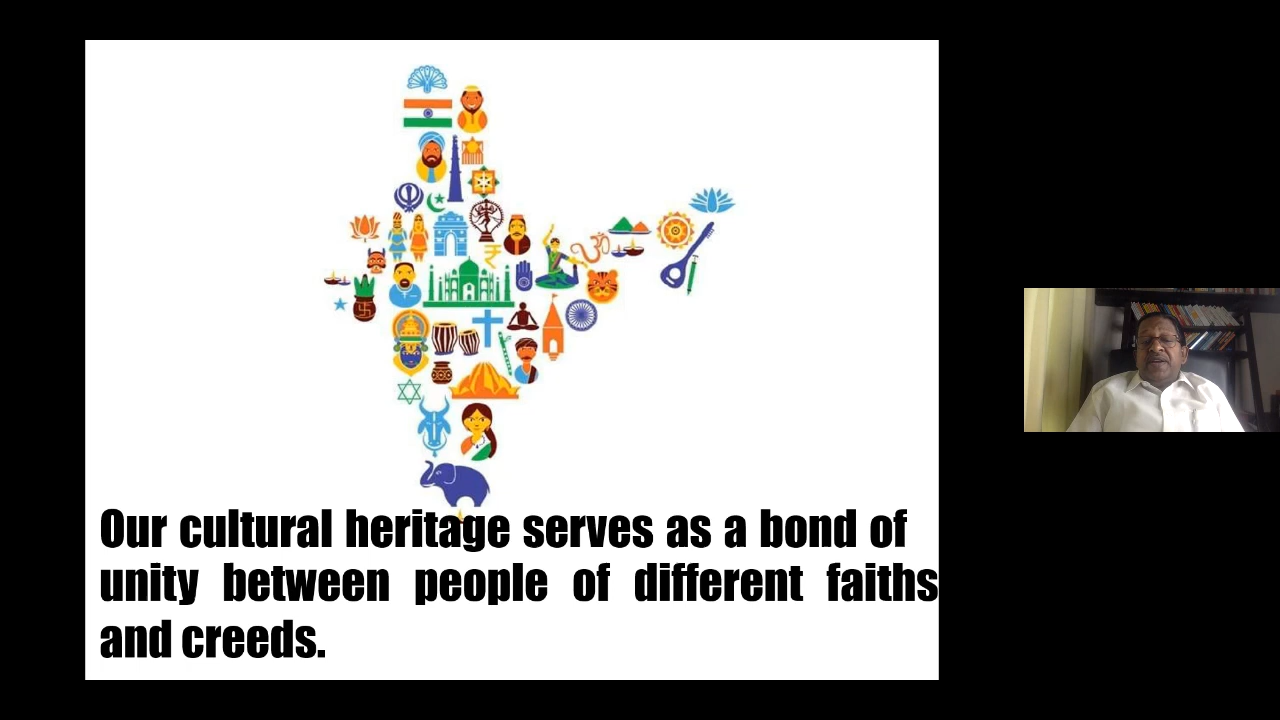 Our cultural heritage serves as a bond of
unity between people of different faiths
and creeds.